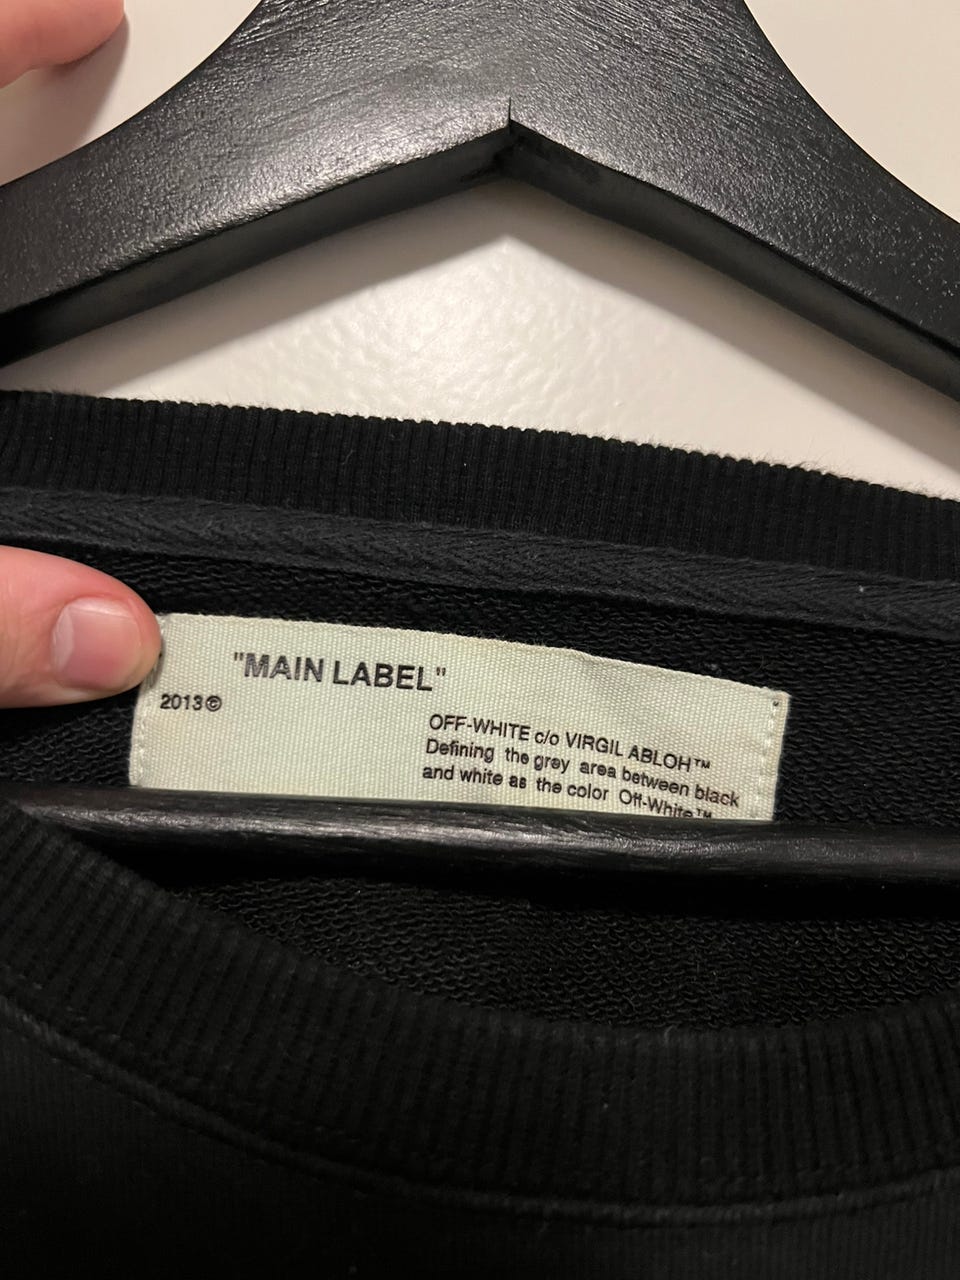 "MAIN LABEL"
2013©
OFF-WHITE c/o VIRGIL ABLOH™
Defining the grey area between black
and white as the color Off-White™